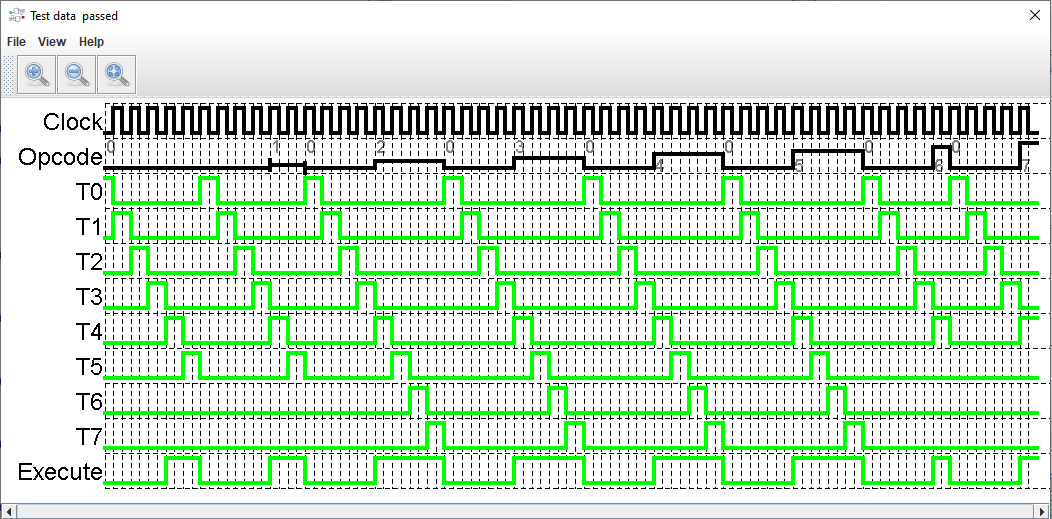 Test data passed
File View Help
Clock
0 1 0 2 0 3 0 4 0 5 0 6 0 7
Opcode
T0
T1
T2
T3
T4
T5
T6
T7
Execute